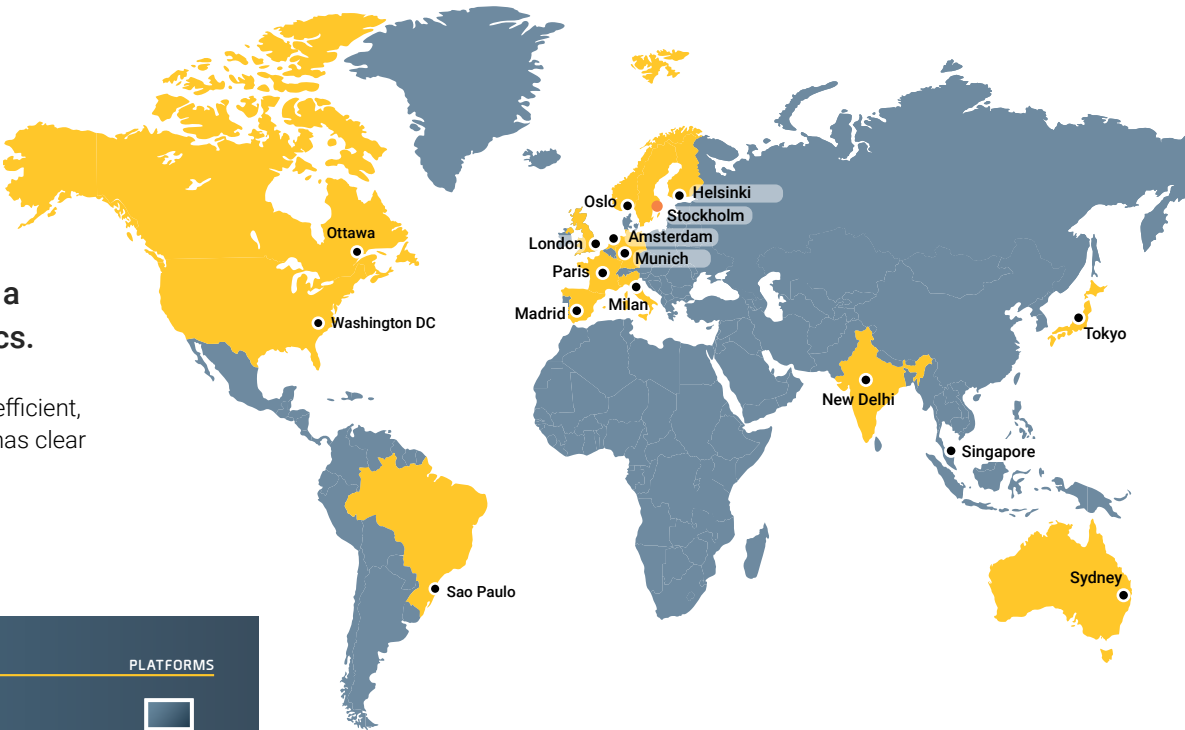 a
cs.
efficient,
has clear
PLATFORMS
Ottawa
Washington DC
Sao Paulo
Oslo
Helsinki
Stockholm
London
Amsterdam
Munich
Paris
Madrid
Milan
Tokyo
New Delhi
Singapore
Sydney